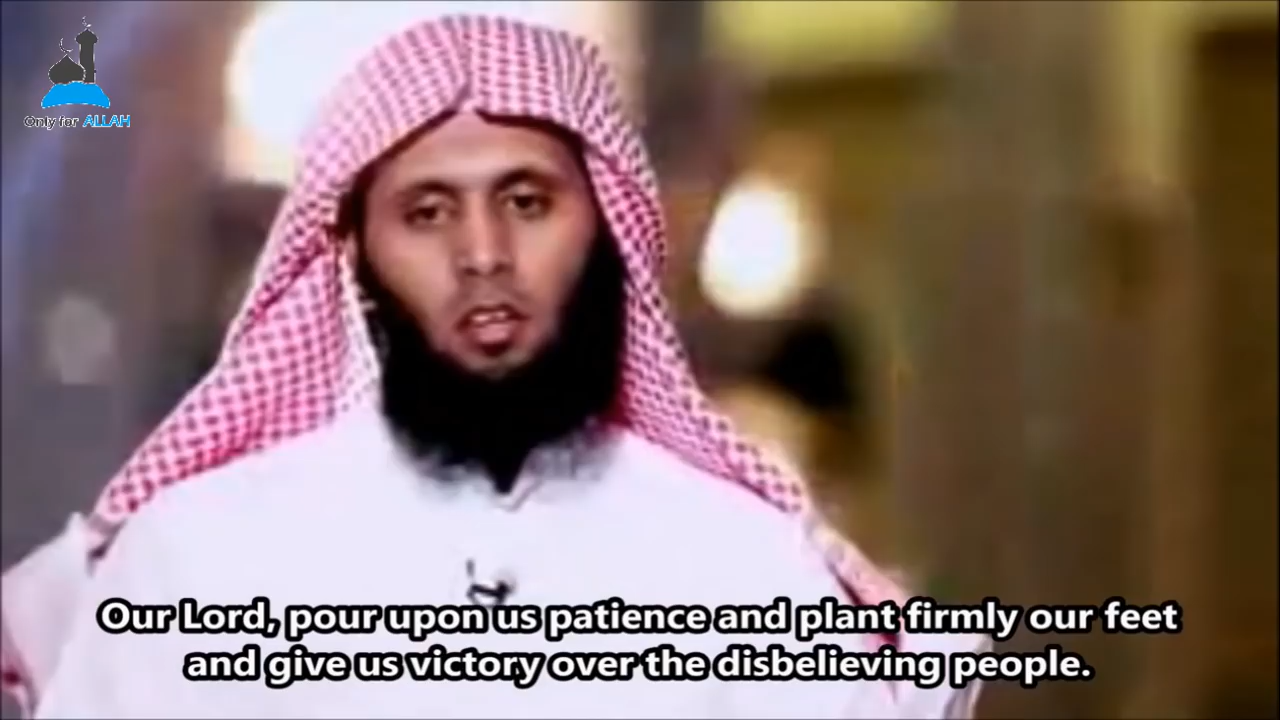 Only for ALLAH
Our Lord, pour upon us patience and plant firmly our feet
and give us victory over the disbelieving people.